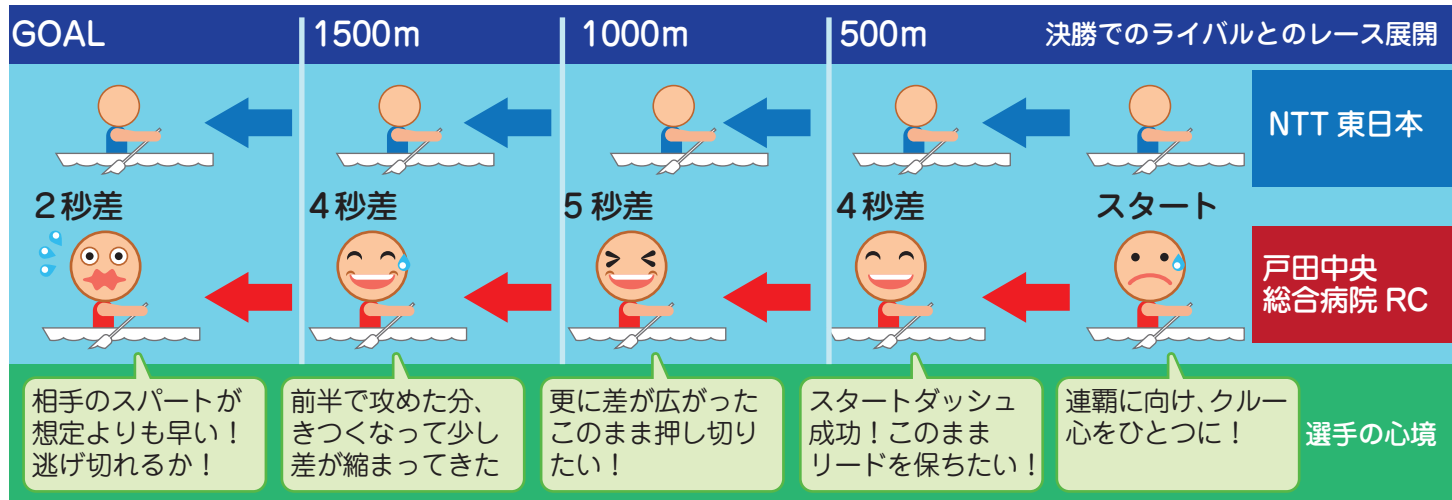 GOAL
1500m
1000m
500m
決勝でのライバルとのレース展開
NTT 東日本
2秒差
4秒差
5秒差
4秒差
スタート
戸田中央
総合病院 RC
相手のスパートが
想定よりも早い！
逃げ切れるか！
前半で攻めた分、
きつくなって少し
差が縮まってきた
更に差が広がった
このまま押し切り
たい！
スタートダッシュ
成功！このまま
リードを保ちたい！
連覇に向け、クルー
心をひとつに！
選手の心境